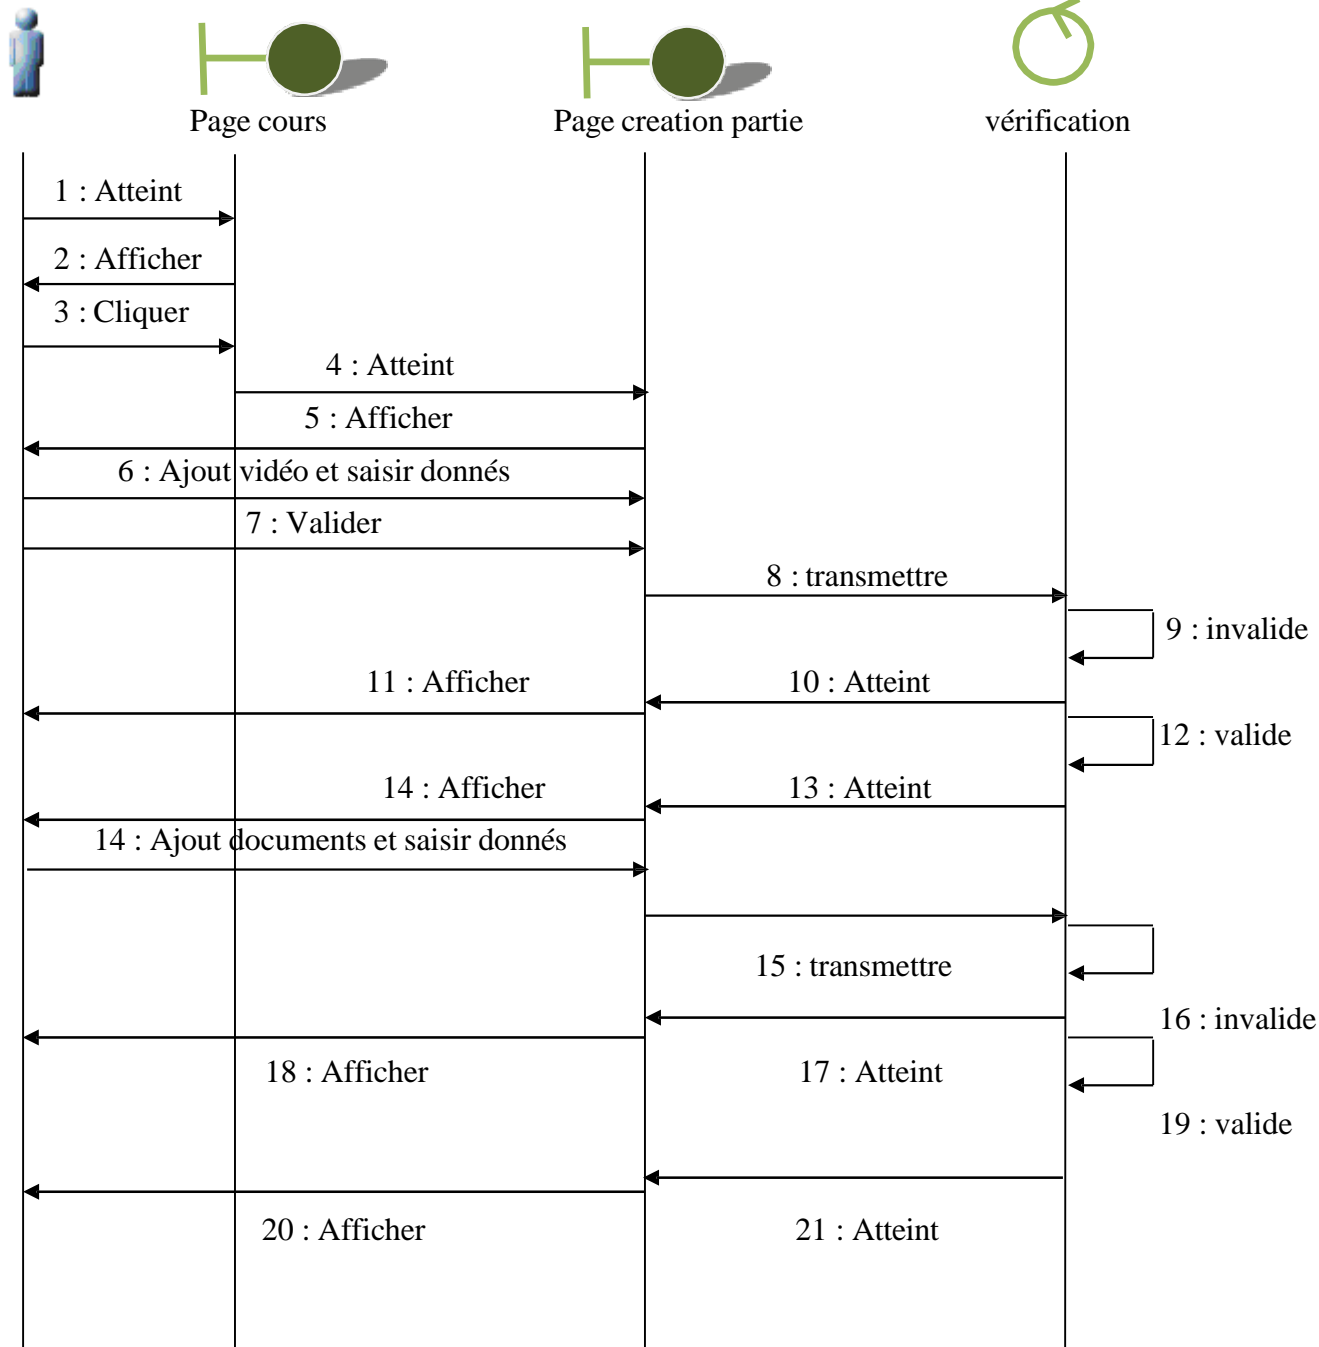 Page cours
Page creation partie
vérification
1 : Atteint
2 : Afficher
3 : Cliquer
4 : Atteint
5 : Afficher
6 : Ajout vidéo et saisir donnés
7 : Valider
8 : transmettre
9 : invalide
11 : Afficher
10 : Atteint
12 : valide
14 : Afficher
13 : Atteint
14 : Ajout documents et saisir donnés
15 : transmettre
16 : invalide
18 : Afficher
17 : Atteint
19 : valide
20 : Afficher
21 : Atteint